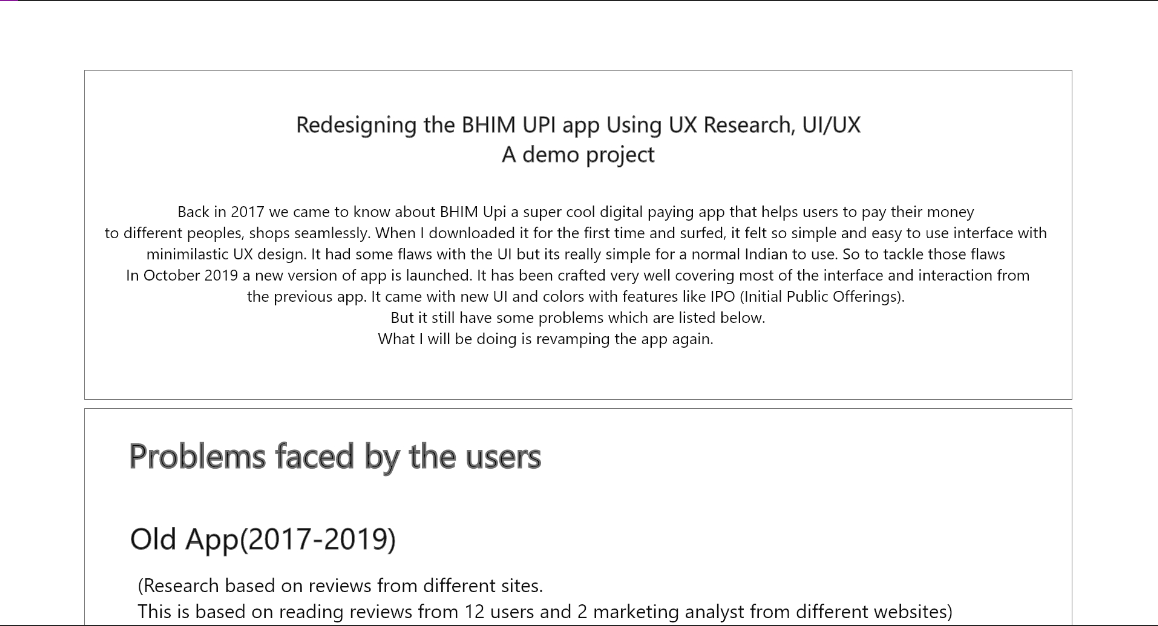 Redesigning the BHIM UPI app Using UX Research, UI/UX
A demo project
Back in 2017 we came to know about BHIM Upi a super cool digital paying app that helps users to pay their money
to different peoples, shops seamlessly. When I downloaded it for the first time and surfed, it felt so simple and easy to use interface with
minimilastic UX design. It had some flaws with the UI but its really simple for a normal Indian to use. So to tackle those flaws
In October 2019 a new version of app is launched. It has been crafted very well covering most of the interface and interaction from
the previous app. It came with new UI and colors with features like IPO (Initial Public Offerings).
But it still have some problems which are listed below.
What I will be doing is revamping the app again.
Problems faced by the users
Old App(2017-2019)
(Research based on reviews from different sites.
This is based on reading reviews from 12 users and 2 marketing analyst from different websites)